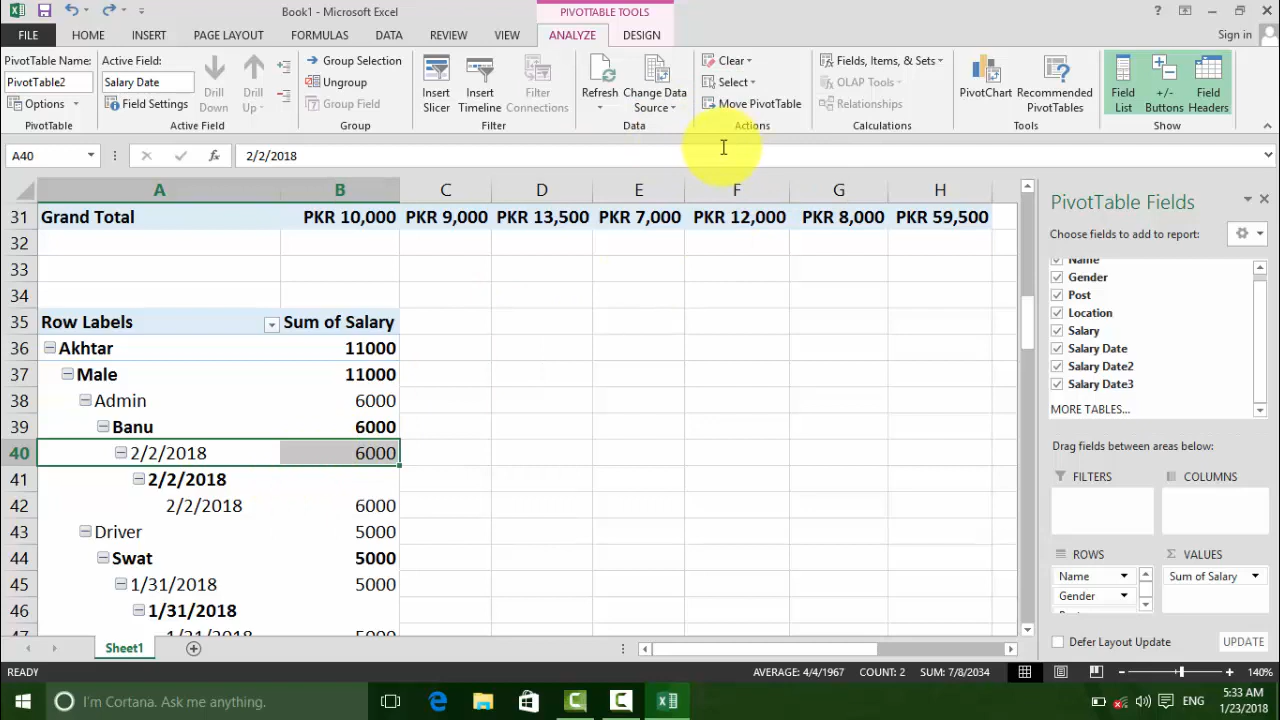 Book1 - Microsoft Excel
PIVOTTABLE TOOLS
?
FILE HOME INSERT PAGE LAYOUT FORMULAS DATA REVIEW VIEW ANALYZE DESIGN Sign in
PivotTable Name:
PivotTable2
Options
PivotTable
Active Field:
Salary Date
Field Settings
Drill Down
Drill Up
Active Field
Group Selection
Ungroup
Group Field
Group
Insert Slicer
Insert Timeline
Filter Connections
Filter
Refresh
Change Data Source
Data
Clear
Select
Move PivotTable
Actions
Fields, Items, & Sets
OLAP Tools
Relationships
Calculations
PivotChart
Recommended PivotTables
Tools
Field List
+/- Buttons
Field Headers
Show
A40 fx 2/2/2018
A B C D E F G H
31 Grand Total PKR 10,000 PKR 9,000 PKR 13,500 PKR 7,000 PKR 12,000 PKR 8,000 PKR 59,500
32
33
34
35 Row Labels Sum of Salary
36 Akhtar 11000
37 Male 11000
38 Admin 6000
39 Banu 6000
40 2/2/2018 6000
41 2/2/2018
42 2/2/2018 6000
43 Driver 5000
44 Swat 5000
45 1/31/2018 5000
46 1/31/2018
47 1/31/2018 5000
PivotTable Fields
Choose fields to add to report:
Name
Gender
Post
Location
Salary
Salary Date
Salary Date2
Salary Date3
MORE TABLES...
Drag fields between areas below:
FILTERS COLUMNS
ROWS Σ VALUES
Name Sum of Salary
Gender
Defer Layout Update UPDATE
Sheet1
READY AVERAGE: 4/4/1967 COUNT: 2 SUM: 7/8/2034 140%
I'm Cortana. Ask me anything.
ENG
5:33 AM
1/23/2018